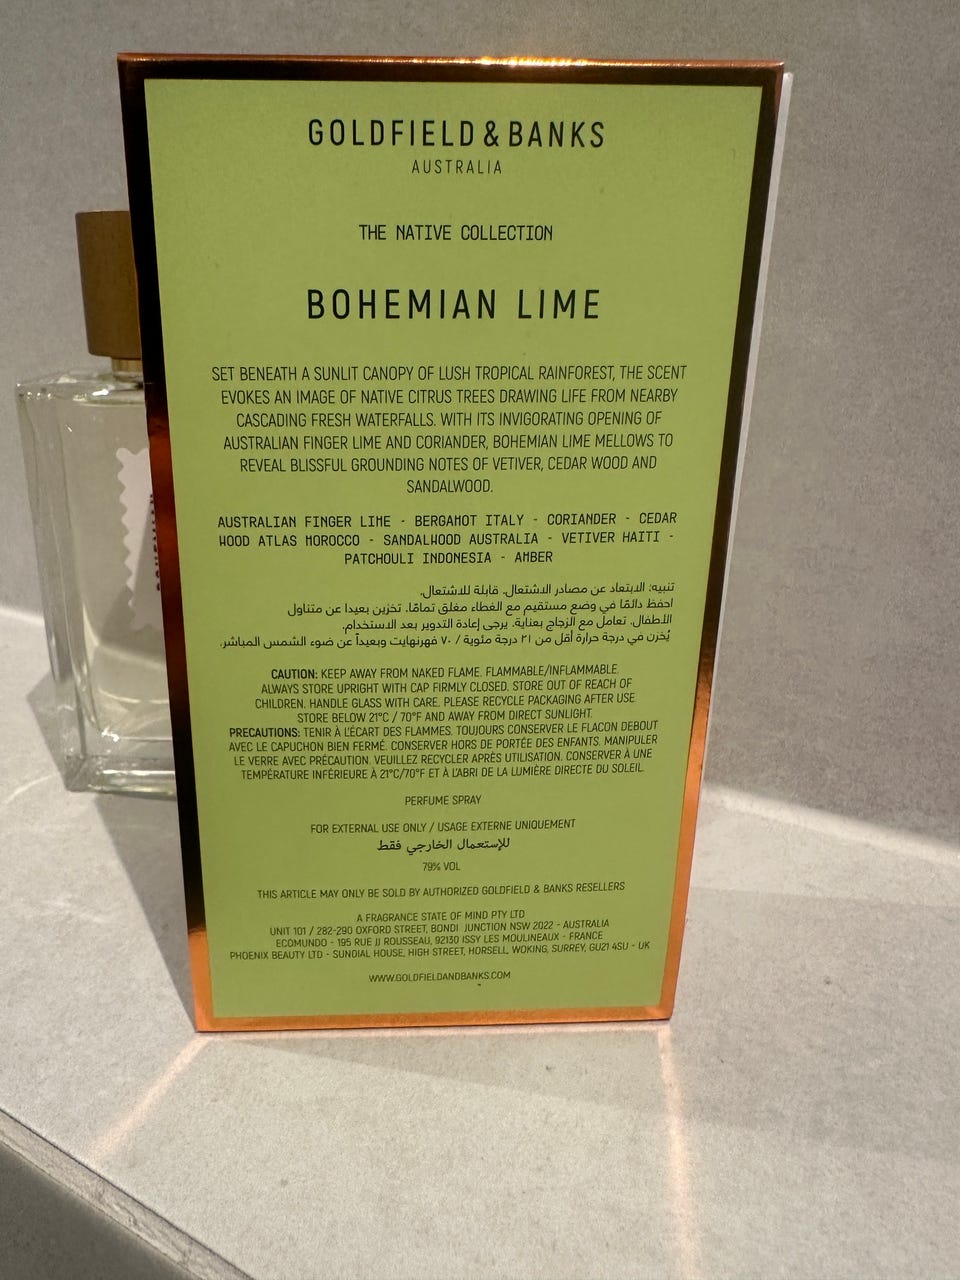 GOLDFIELD & BANKS
AUSTRALIA
THE NATIVE COLLECTION
BOHEMIAN LIME
SET BENEATH A SUNLIT CANOPY OF LUSH TROPICAL RAINFOREST, THE SCENT
EVOKES AN IMAGE OF NATIVE CITRUS TREES DRAWING LIFE FROM NEARBY
CASCADING FRESH WATERFALLS. WITH ITS INVIGORATING OPENING OF
AUSTRALIAN FINGER LIME AND CORIANDER, BOHEMIAN LIME MELLOWS TO
REVEAL BLISSFUL GROUNDING NOTES OF VETIVER, CEDAR WOOD AND
SANDALWOOD.
AUSTRALIAN FINGER LIME - BERGAMOT ITALY - CORIANDER - CEDAR
WOOD ATLAS MOROCCO - SANDALWOOD AUSTRALIA - VETIVER HAITI -
PATCHOULI INDONESIA - AMBER
تنبيه: الابتعاد عن مصادر الاشتعال. قابلة للاشتعال.
احفظ دائمًا في وضع مستقيم مع الغطاء مغلق تمامًا. تخزين بعيدا عن متناول
الأطفال. تعامل مع الزجاج بعناية. يرجى إعادة التدوير بعد الاستخدام.
يُخزن في درجة حرارة أقل من ٢١ درجة مئوية / ٧٠ فهرنهايت وبعيداً عن ضوء الشمس المباشر.
CAUTION: KEEP AWAY FROM NAKED FLAME. FLAMMABLE/INFLAMMABLE.
ALWAYS STORE UPRIGHT WITH CAP FIRMLY CLOSED. STORE OUT OF REACH OF
CHILDREN. HANDLE GLASS WITH CARE. PLEASE RECYCLE PACKAGING AFTER USE.
STORE BELOW 21°C / 70°F AND AWAY FROM DIRECT SUNLIGHT.
PRECAUTIONS: TENIR À L'ÉCART DES FLAMMES. TOUJOURS CONSERVER LE FLACON DEBOUT
AVEC LE CAPUCHON BIEN FERMÉ. CONSERVER HORS DE PORTÉE DES ENFANTS. MANIPULER
LE VERRE AVEC PRÉCAUTION. VEUILLEZ RECYCLER APRÈS UTILISATION. CONSERVER À UNE
TEMPÉRATURE INFÉRIEURE À 21°C/70°F ET À L'ABRI DE LA LUMIÈRE DIRECTE DU SOLEIL.
PERFUME SPRAY
FOR EXTERNAL USE ONLY / USAGE EXTERNE UNIQUEMENT
للإستعمال الخارجي فقط
79% VOL
THIS ARTICLE MAY ONLY BE SOLD BY AUTHORIZED GOLDFIELD & BANKS RESELLERS
A FRAGRANCE STATE OF MIND PTY LTD
UNIT 101 / 282-290 OXFORD STREET, BONDI JUNCTION NSW 2022 - AUSTRALIA
ECOMUNDO - 195 RUE JJ ROUSSEAU, 92130 ISSY LES MOULINEAUX - FRANCE
PHOENIX BEAUTY LTD - SUNDIAL HOUSE, HIGH STREET, HORSELL, WOKING, SURREY, GU21 4SU - UK
WWW.GOLDFIELDANDBANKS.COM